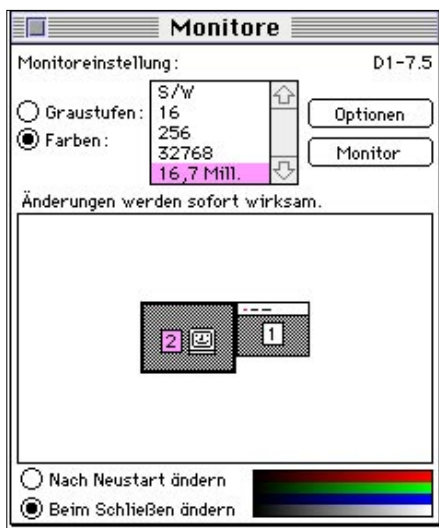 Monitore
Monitoreinstellung: D1-7.5
Graustufen:
Farben:
S/W
16
256
32768
16,7 Mill.
Optionen
Monitor
Änderungen werden sofort wirksam.
2
1
Nach Neustart ändern
Beim Schließen ändern